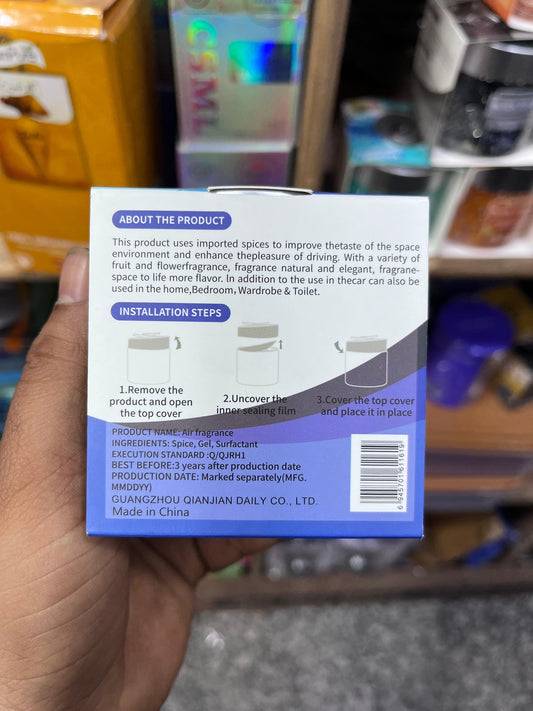 CSML
ABOUT THE PRODUCT
This product uses imported spices to improve thetaste of the space
environment and enhance thepleasure of driving. With a variety of
fruit and flowerfragrance, fragrance natural and elegant, fragrane-
space to life more flavor. In addition to the use in thecar can also be
used in the home,Bedroom, Wardrobe & Toilet.
INSTALLATION STEPS
1.Remove the
product and open
the top cover
2.Uncover the
inner sealing film
3.Cover the top cover
and place it in place
PRODUCT NAME: Air fragrance
INGREDIENTS: Spice, Gel, Surfactant
EXECUTION STANDARD :Q/QJRH1
BEST BEFORE:3 years after production date
PRODUCTION DATE: Marked separately(MFG.
MMDDYY)
GUANGZHOU QIANJIAN DAILY CO., LTD.
Made in China
6 945701 611619